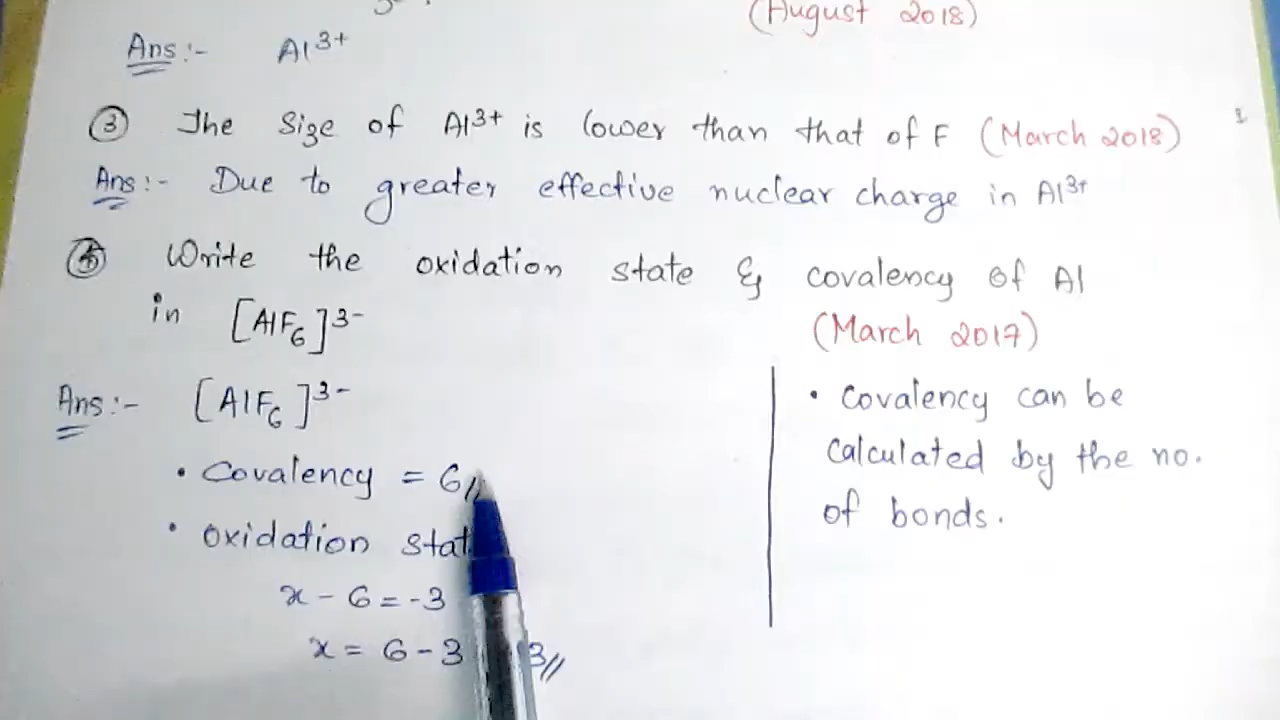 (August 2018)
Ans:- Al3+
③ The size of Al3+ is lower than that of F (March 2018)
Ans:- Due to greater effective nuclear charge in Al3+
Write the oxidation state & covalency of Al
in [AlF6]3-
(March 2017)
Ans:- [AlF6]3-
• Covalency = 6//
• oxidation stat
x - 6 = -3
x = 6 - 3 3//
• Covalency can be
calculated by the no.
of bonds.